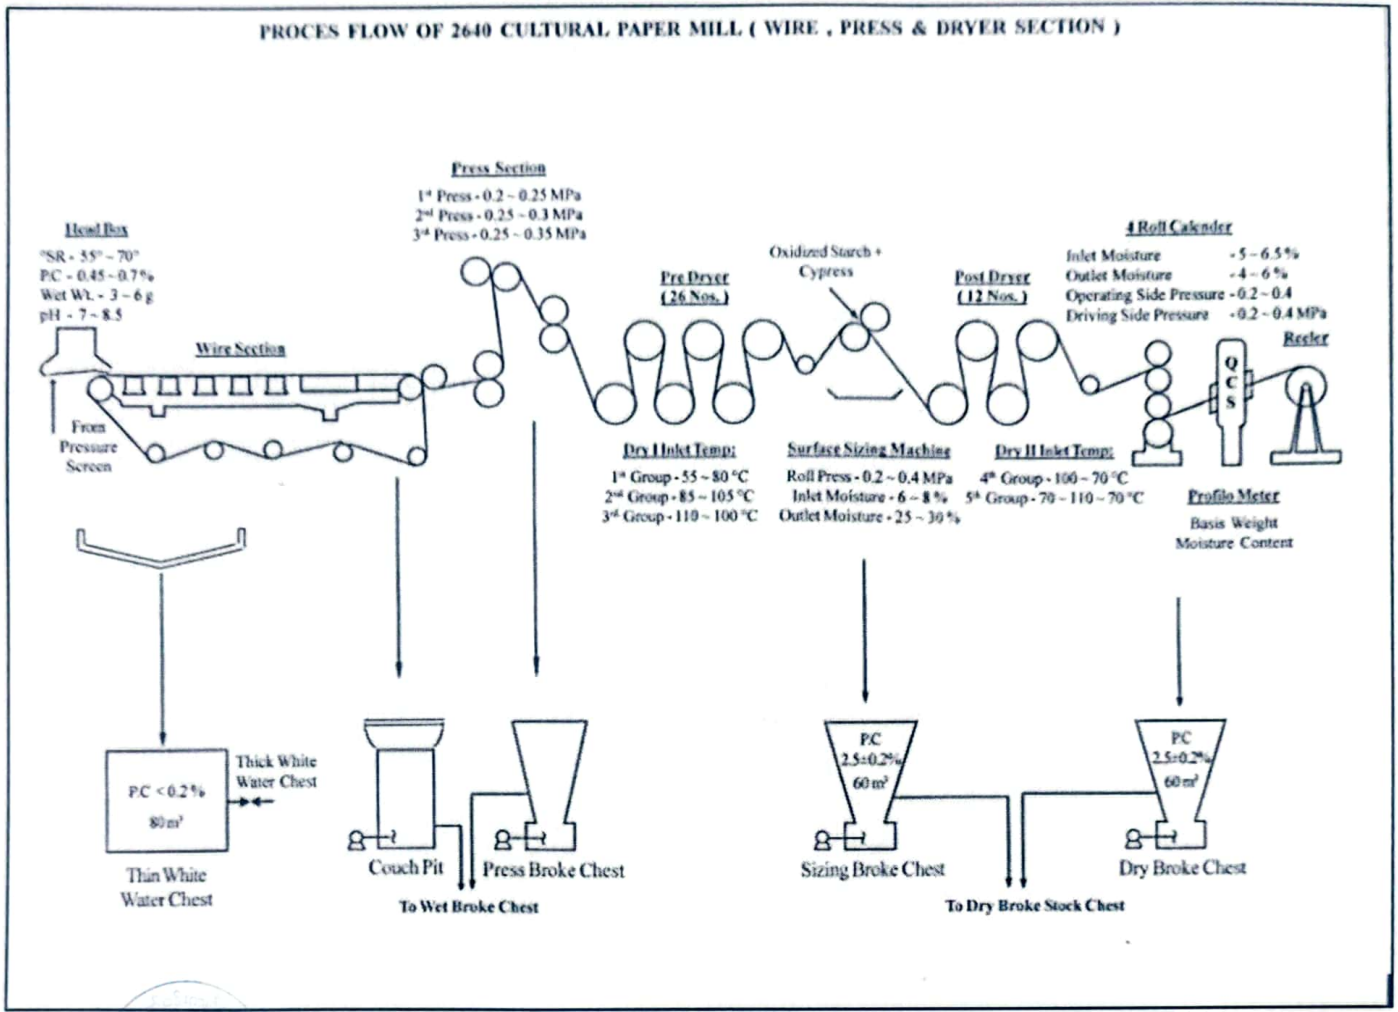 PROCES FLOW OF 2640 CULTURAL PAPER MILL ( WIRE , PRESS & DRYER SECTION )
Press Section
1st Press - 0.2 ~ 0.25 MPa
2nd Press - 0.25 ~ 0.3 MPa
3rd Press - 0.25 ~ 0.35 MPa
Head Box
°SR - 55° ~ 70°
P.C - 0.45 ~ 0.7%
Wet Wt. - 3 ~ 6 g
pH - 7 ~ 8.5
Wire Section
From
Pressure
Screen
Pre Dryer
( 26 Nos. )
Oxidized Starch +
Cypress
Post Dryer
( 12 Nos. )
4 Roll Calender
Inlet Moisture - 5 ~ 6.5%
Outlet Moisture - 4 ~ 6%
Operating Side Pressure - 0.2 ~ 0.4
Driving Side Pressure - 0.2 ~ 0.4 MPa
Reeler
Q
C
S
Dry I Inlet Temp:
1st Group - 55 ~ 80 °C
2nd Group - 85 ~ 105 °C
3rd Group - 110 ~ 100 °C
Surface Sizing Machine
Roll Press - 0.2 ~ 0.4 MPa
Inlet Moisture - 6 ~ 8 %
Outlet Moisture - 25 ~ 30 %
Dry II Inlet Temp:
4th Group - 100 ~ 70 °C
5th Group - 70 ~ 110 ~ 70 °C
Profilo Meter
Basis Weight
Moisture Content
P.C < 0.2%
80 m³
Thick White
Water Chest
Thin White
Water Chest
Couch Pit
Press Broke Chest
To Wet Broke Chest
P.C
2.5±0.2%
60 m³
Sizing Broke Chest
P.C
2.5±0.2%
60 m³
Dry Broke Chest
To Dry Broke Stock Chest